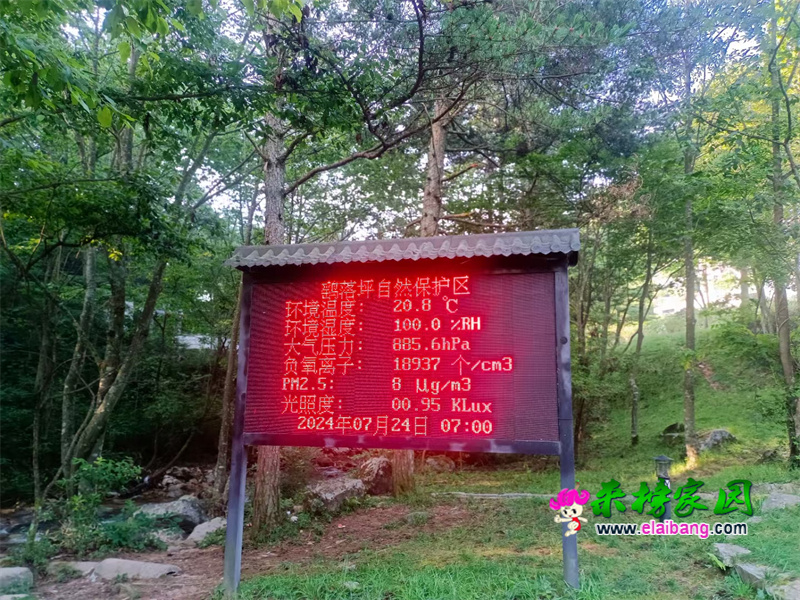 鹞落坪自然保护区
环境温度: 20.8 ℃
环境湿度: 100.0 %RH
大气压力: 885.6hPa
负氧离子: 18937 个/cm3
PM2.5: 8 μg/m3
光照度: 00.95 KLux
2024年07月24日 07:00
来榜家园
www.elaibang.com